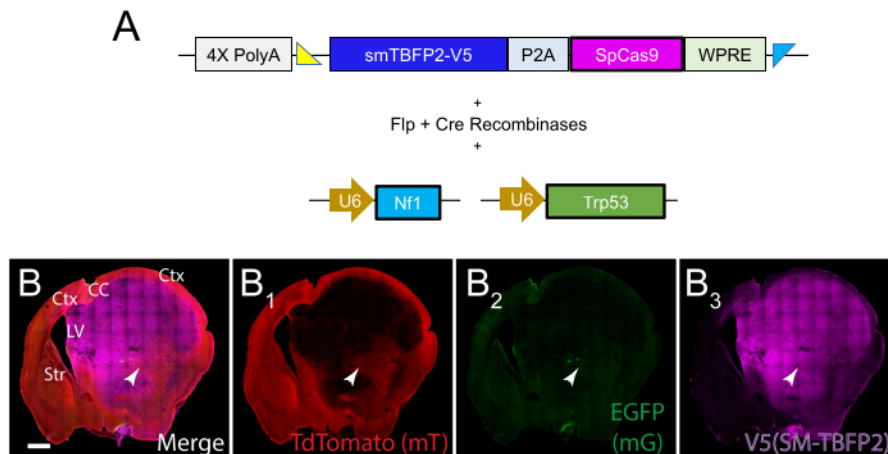 A
4X PolyA smTBFP2-V5 P2A SpCas9 WPRE
+
Flp + Cre Recombinases
+
U6 Nf1 U6 Trp53
B Ctx CC Ctx LV Str Merge
B1 TdTomato (mT)
B2 EGFP (mG)
B3 V5(SM-TBFP2)